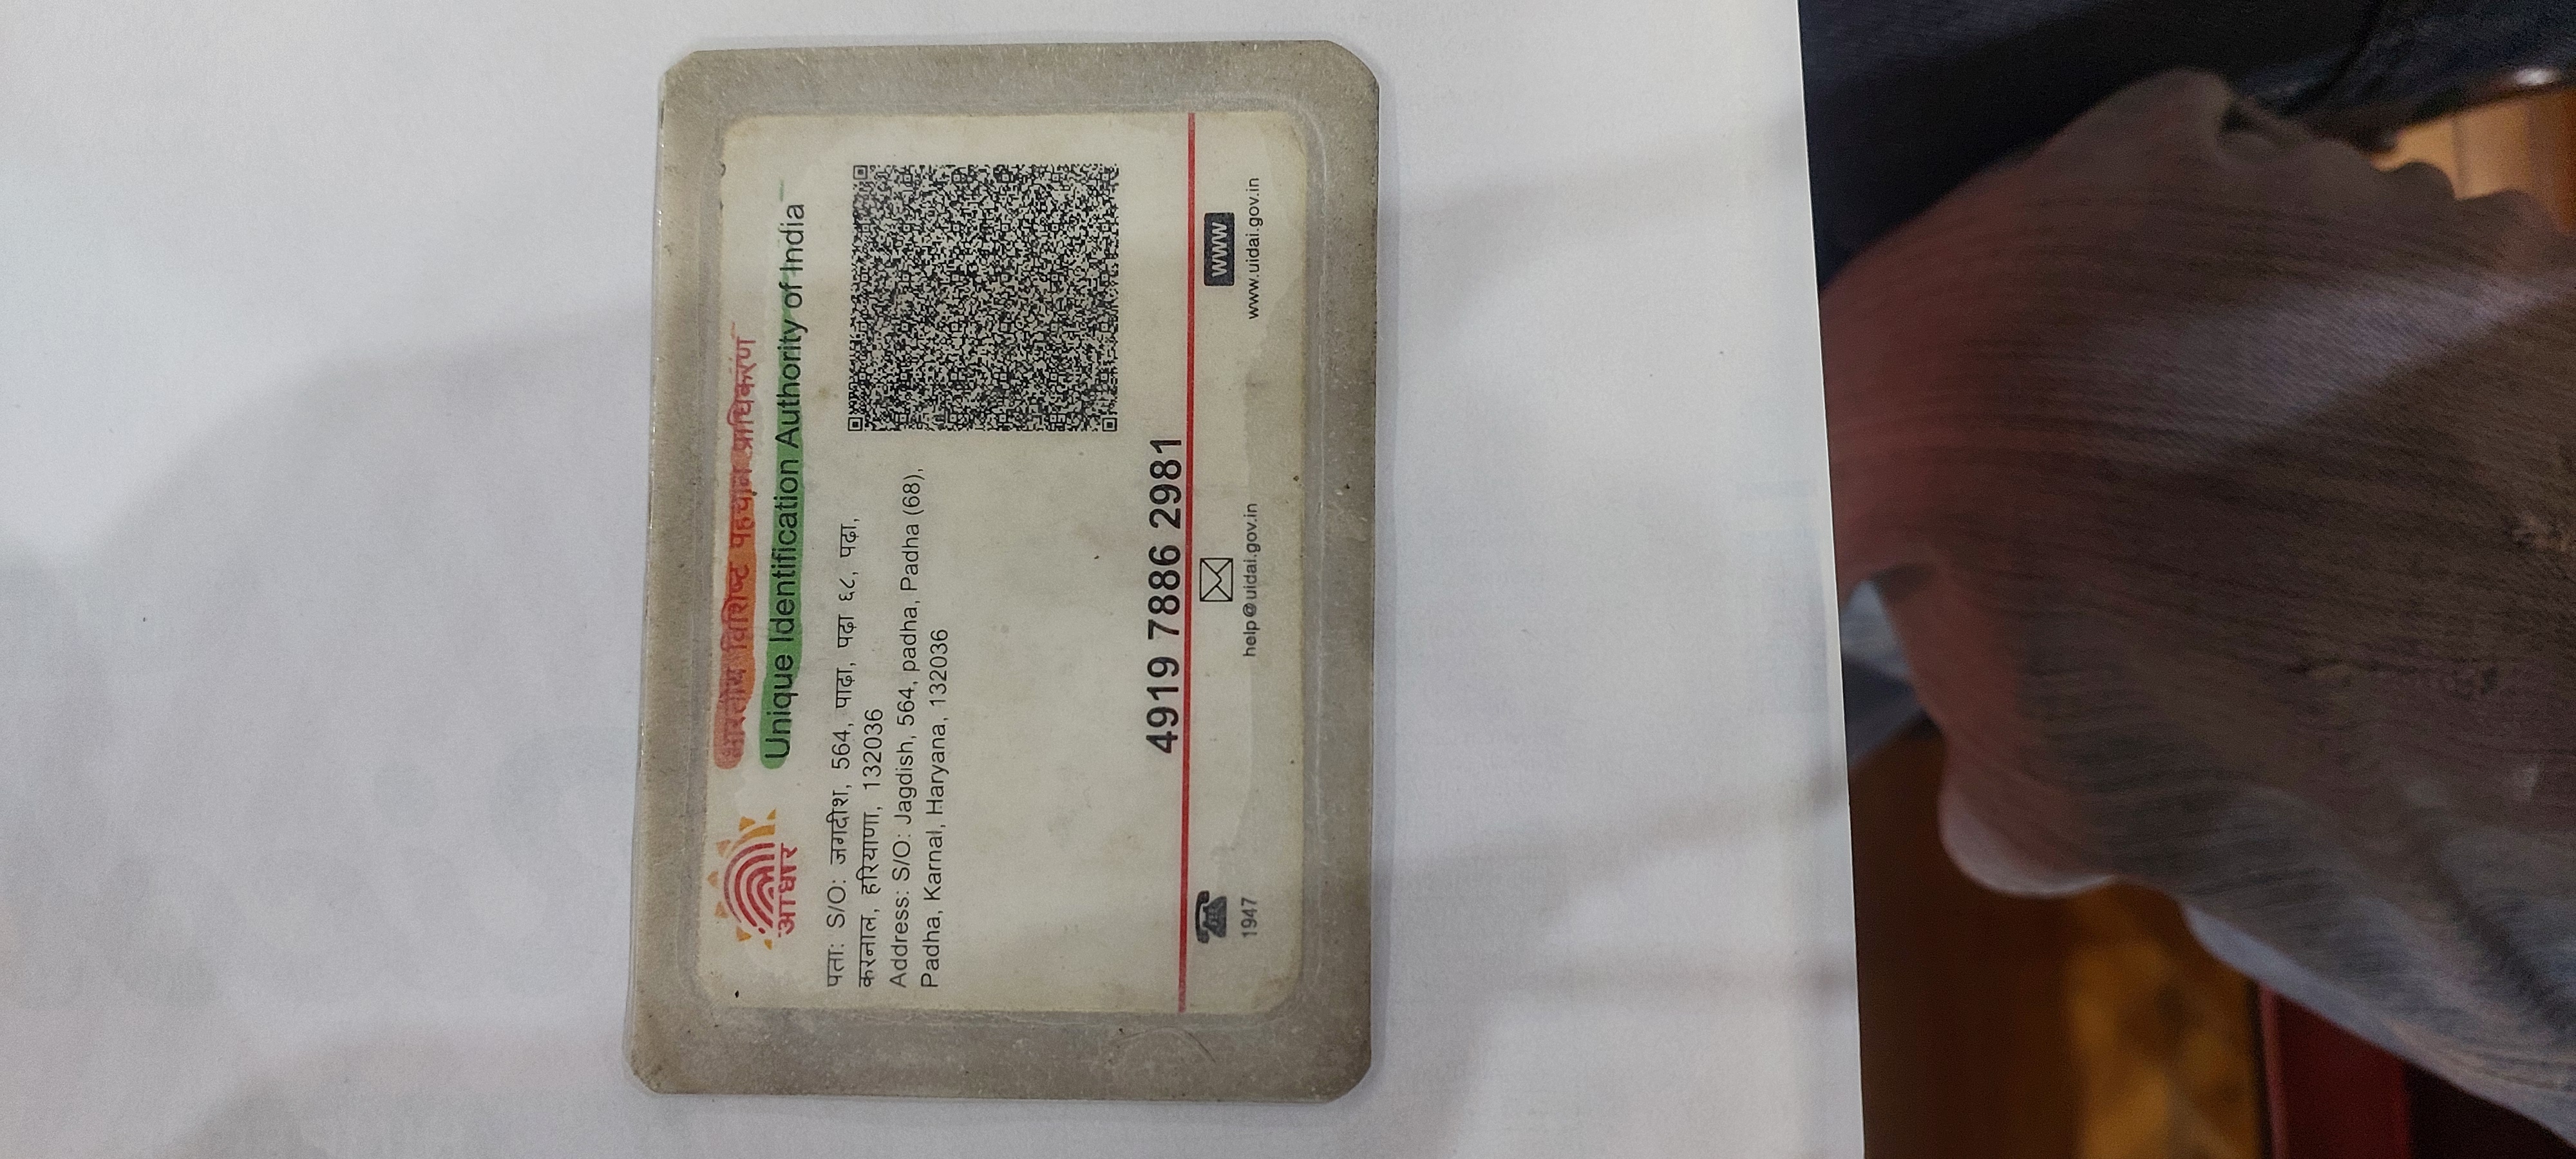 भारतीय विशिष्ट पहचान प्राधिकरण
Unique Identification Authority of India
आधार
पता: S/O: जगदीश, 564, पाढ़ा, पढ़ा ६८, पढ़ा,
करनाल, हरियाणा, 132036
Address: S/O: Jagdish, 564, padha, Padha (68),
Padha, Karnal, Haryana, 132036
4919 7886 2981
1947
help@uidai.gov.in
www
www.uidai.gov.in